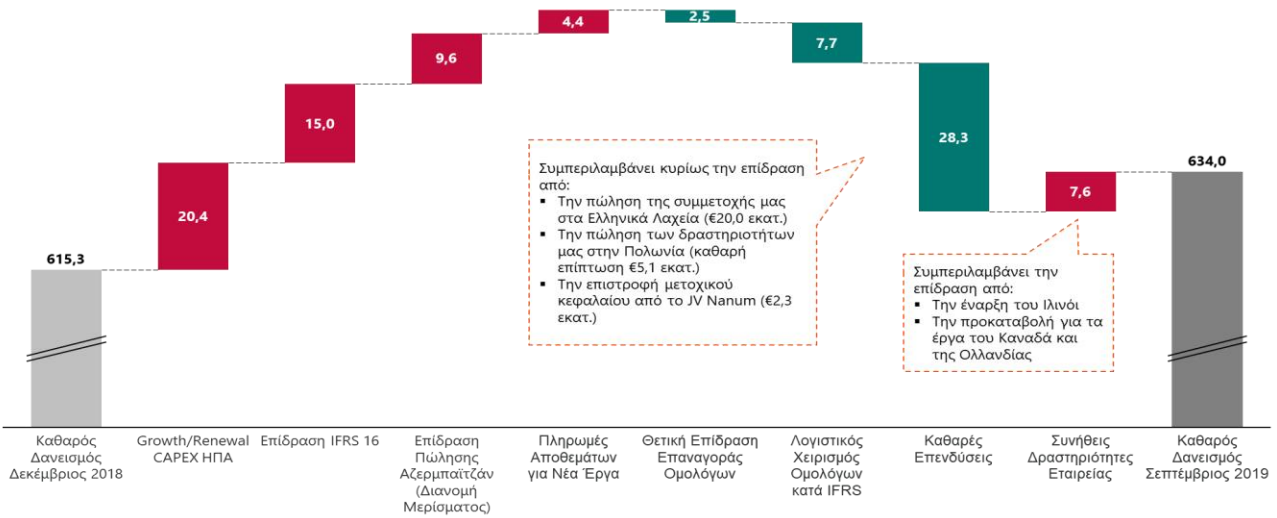 4,4
2,5
7,7
9,6
15,0
28,3
20,4
7,6
634,0
615,3
Συμπεριλαμβάνει κυρίως την επίδραση
από:
▪ Την πώληση της συμμετοχής μας
στα Ελληνικά Λαχεία (€20,0 εκατ.)
▪ Την πώληση των δραστηριοτήτων
μας στην Πολωνία (καθαρή
επίπτωση €5,1 εκατ.)
▪ Την επιστροφή μετοχικού
κεφαλαίου από το JV Nanum (€2,3
εκατ.)
Συμπεριλαμβάνει την
επίδραση από:
▪ Την έναρξη του Ιλινόι
▪ Την προκαταβολή για τα
έργα του Καναδά και
της Ολλανδίας
Καθαρός
Δανεισμός
Δεκέμβριος 2018
Growth/Renewal
CAPEX ΗΠΑ
Επίδραση IFRS 16
Επίδραση
Πώλησης
Αζερμπαϊτζάν
(Διανομή
Μερίσματος)
Πληρωμές
Αποθεμάτων
για Νέα Έργα
Θετική Επίδραση
Επαναγοράς
Ομολόγων
Λογιστικός
Χειρισμός
Ομολόγων
κατά IFRS
Καθαρές
Επενδύσεις
Συνήθεις
Δραστηριότητες
Εταιρείας
Καθαρός
Δανεισμός
Σεπτέμβριος 2019